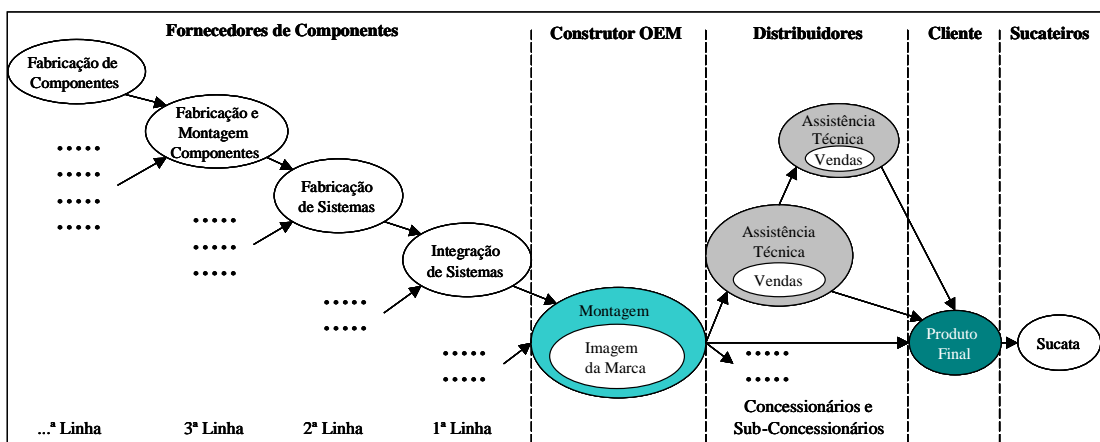 Fornecedores de Componentes
Construtor OEM
Distribuidores
Cliente
Sucateiros
Fabricação de
Componentes
Fabricação e
Montagem
Componentes
Fabricação
de Sistemas
Integração
de Sistemas
Montagem
Imagem
da Marca
Assistência
Técnica
Vendas
Assistência
Técnica
Vendas
Produto
Final
Sucata
Concessionários e
Sub-Concessionários
...ª Linha
3ª Linha
2ª Linha
1ª Linha